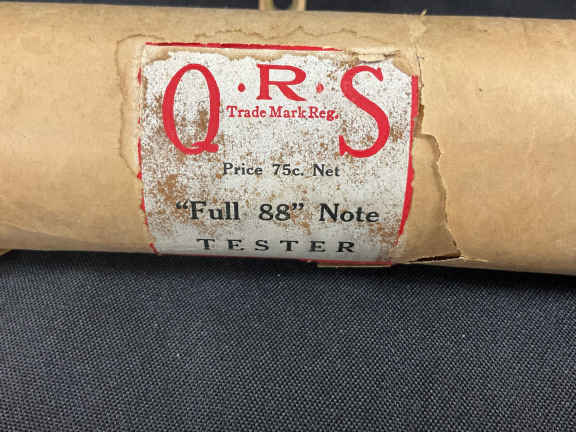 Q·R·S
Trade Mark Reg.
Price 75c. Net
"Full 88" Note
TESTER